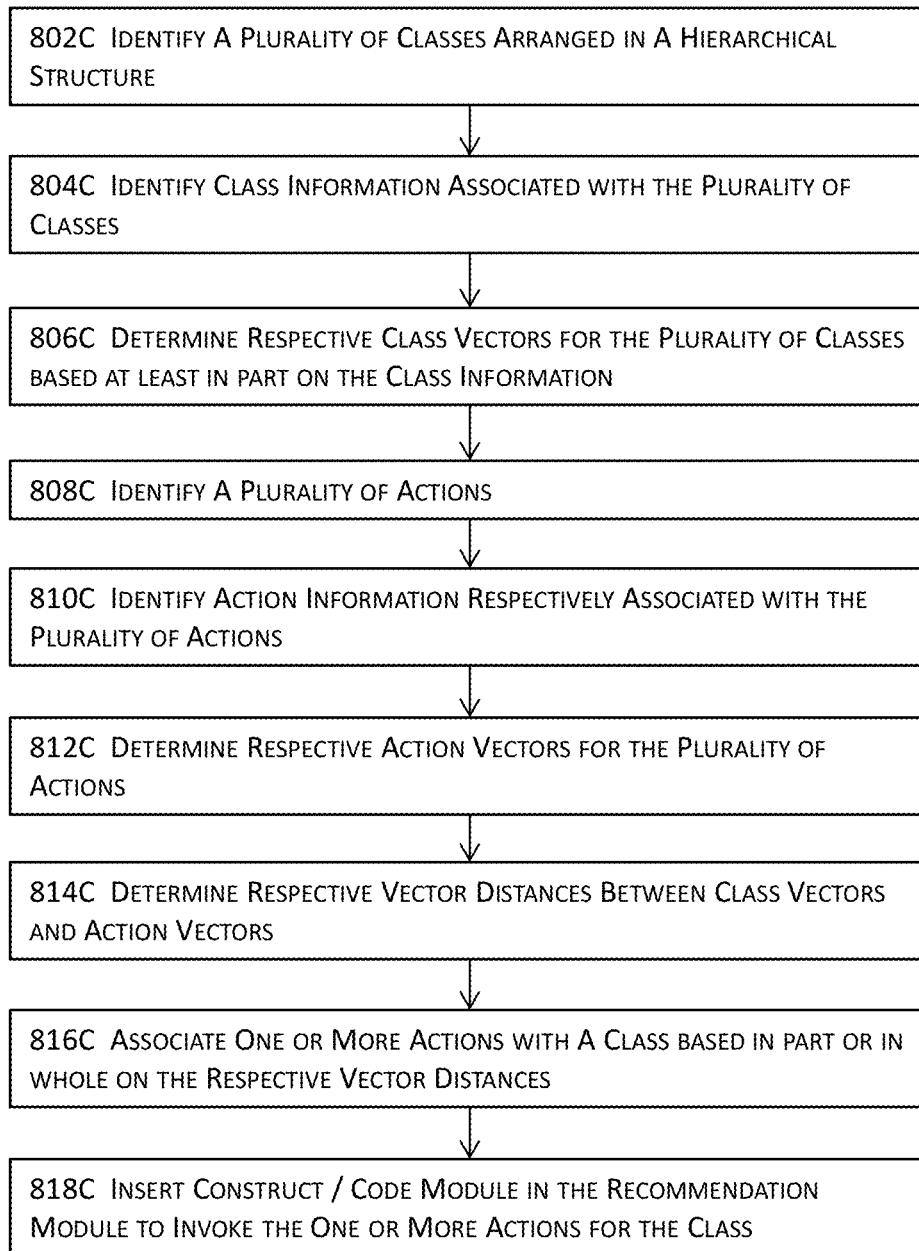 802C Identify A Plurality of Classes Arranged in A Hierarchical
Structure
804C Identify Class Information Associated with the Plurality of
Classes
806C Determine Respective Class Vectors for the Plurality of Classes
based at least in part on the Class Information
808C Identify A Plurality of Actions
810C Identify Action Information Respectively Associated with the
Plurality of Actions
812C Determine Respective Action Vectors for the Plurality of
Actions
814C Determine Respective Vector Distances Between Class Vectors
and Action Vectors
816C Associate One or More Actions with A Class based in part or in
whole on the Respective Vector Distances
818C Insert Construct / Code Module in the Recommendation
Module to Invoke the One or More Actions for the Class